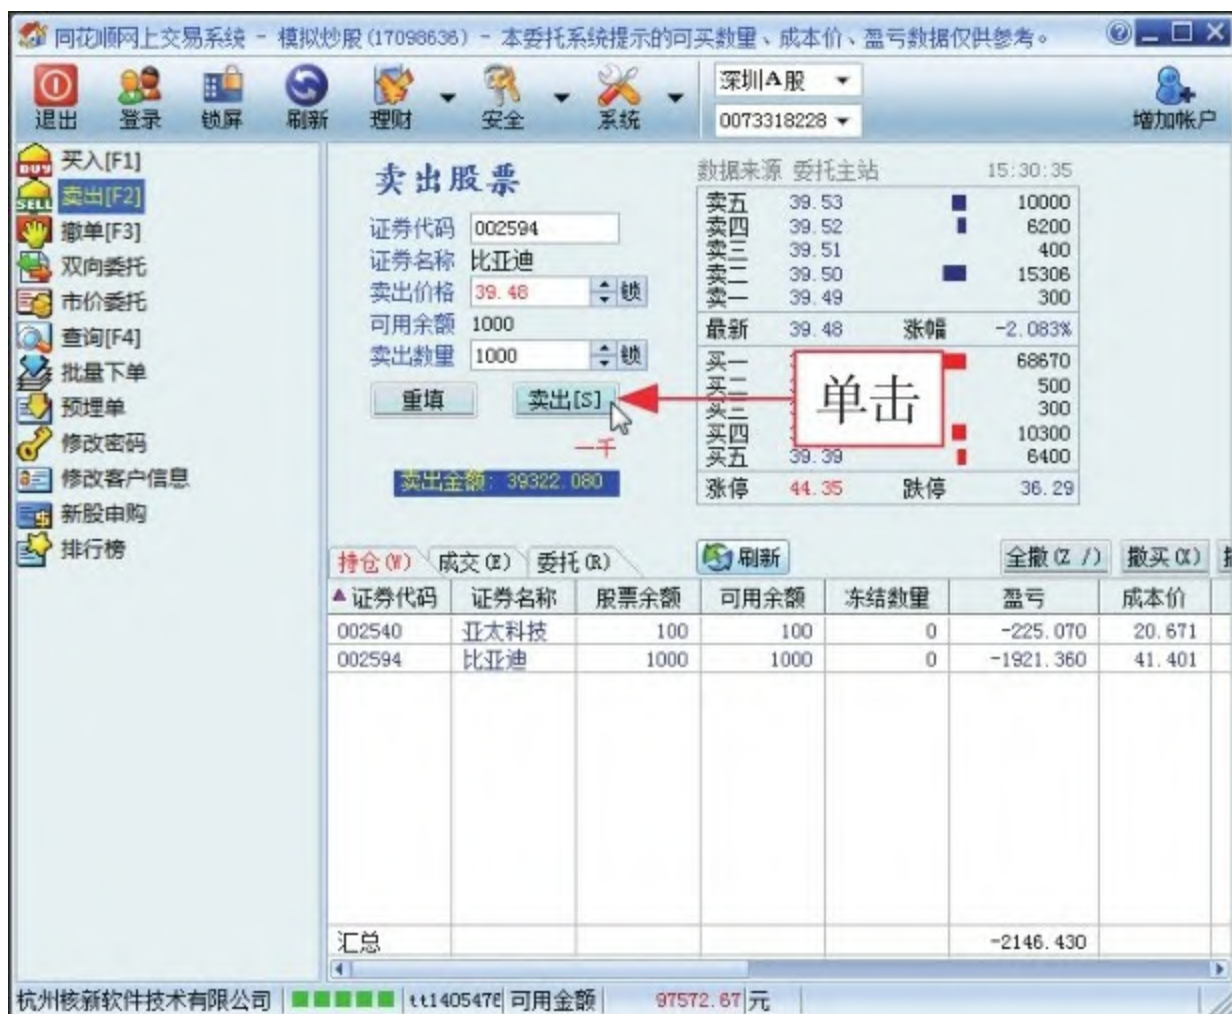 同花顺网上交易系统 - 模拟炒股(17098636) - 本委托系统提示的可买数量、成本价、盈亏数据仅供参考。
退出 登录 锁屏 刷新 理财 安全 系统 深圳A股 0073318228 增加帐户
买入[F1]
卖出[F2]
撤单[F3]
双向委托
市价委托
查询[F4]
批量下单
预埋单
修改密码
修改客户信息
新股申购
排行榜
卖出股票
证券代码 002594
证券名称 比亚迪
卖出价格 39.48 锁
可用余额 1000
卖出数量 1000 锁
重填 卖出[S]
一千
卖出金额: 39322.080
数据来源 委托主站 15:30:35
卖五 39.53 10000
卖四 39.52 6200
卖三 39.51 400
卖二 39.50 15306
卖一 39.49 300
最新 39.48 涨幅 -2.083%
买一 68670
买二 500
买三 300
买四 10300
买五 39.39 6400
涨停 44.35 跌停 36.29
单击
持仓(W) 成交(E) 委托(R) 刷新 全撤(Z /) 撤买(X)
证券代码 证券名称 股票余额 可用余额 冻结数量 盈亏 成本价
002540 亚太科技 100 100 0 -225.070 20.671
002594 比亚迪 1000 1000 0 -1921.360 41.401
汇总 -2146.430
杭州核新软件技术有限公司 tt140547 可用金额 97572.67 元